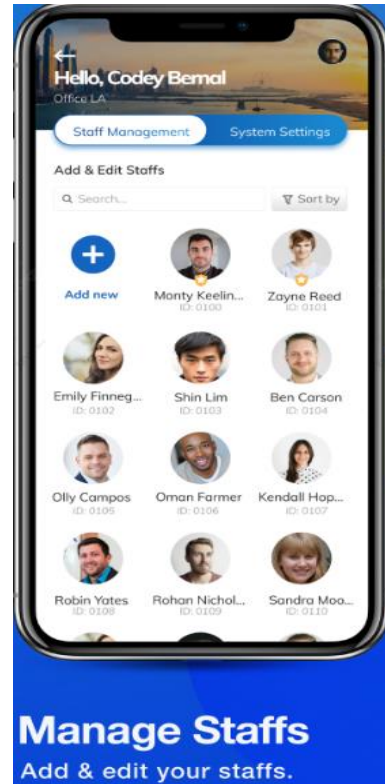 Hello, Codey Bernal
Office LA
Staff Management System Settings
Add & Edit Staffs
Search... Sort by
Add new Monty Keelin... Zayne Reed
ID: 0100 ID: 0101
Emily Finneg... Shin Lim Ben Carson
ID: 0102 ID: 0103 ID: 0104
Olly Campos Oman Farmer Kendall Hop...
ID: 0105 ID: 0106 ID: 0107
Robin Yates Rohan Nichol... Sandra Moo...
ID: 0108 ID: 0109 ID: 0110
Manage Staffs
Add & edit your staffs.